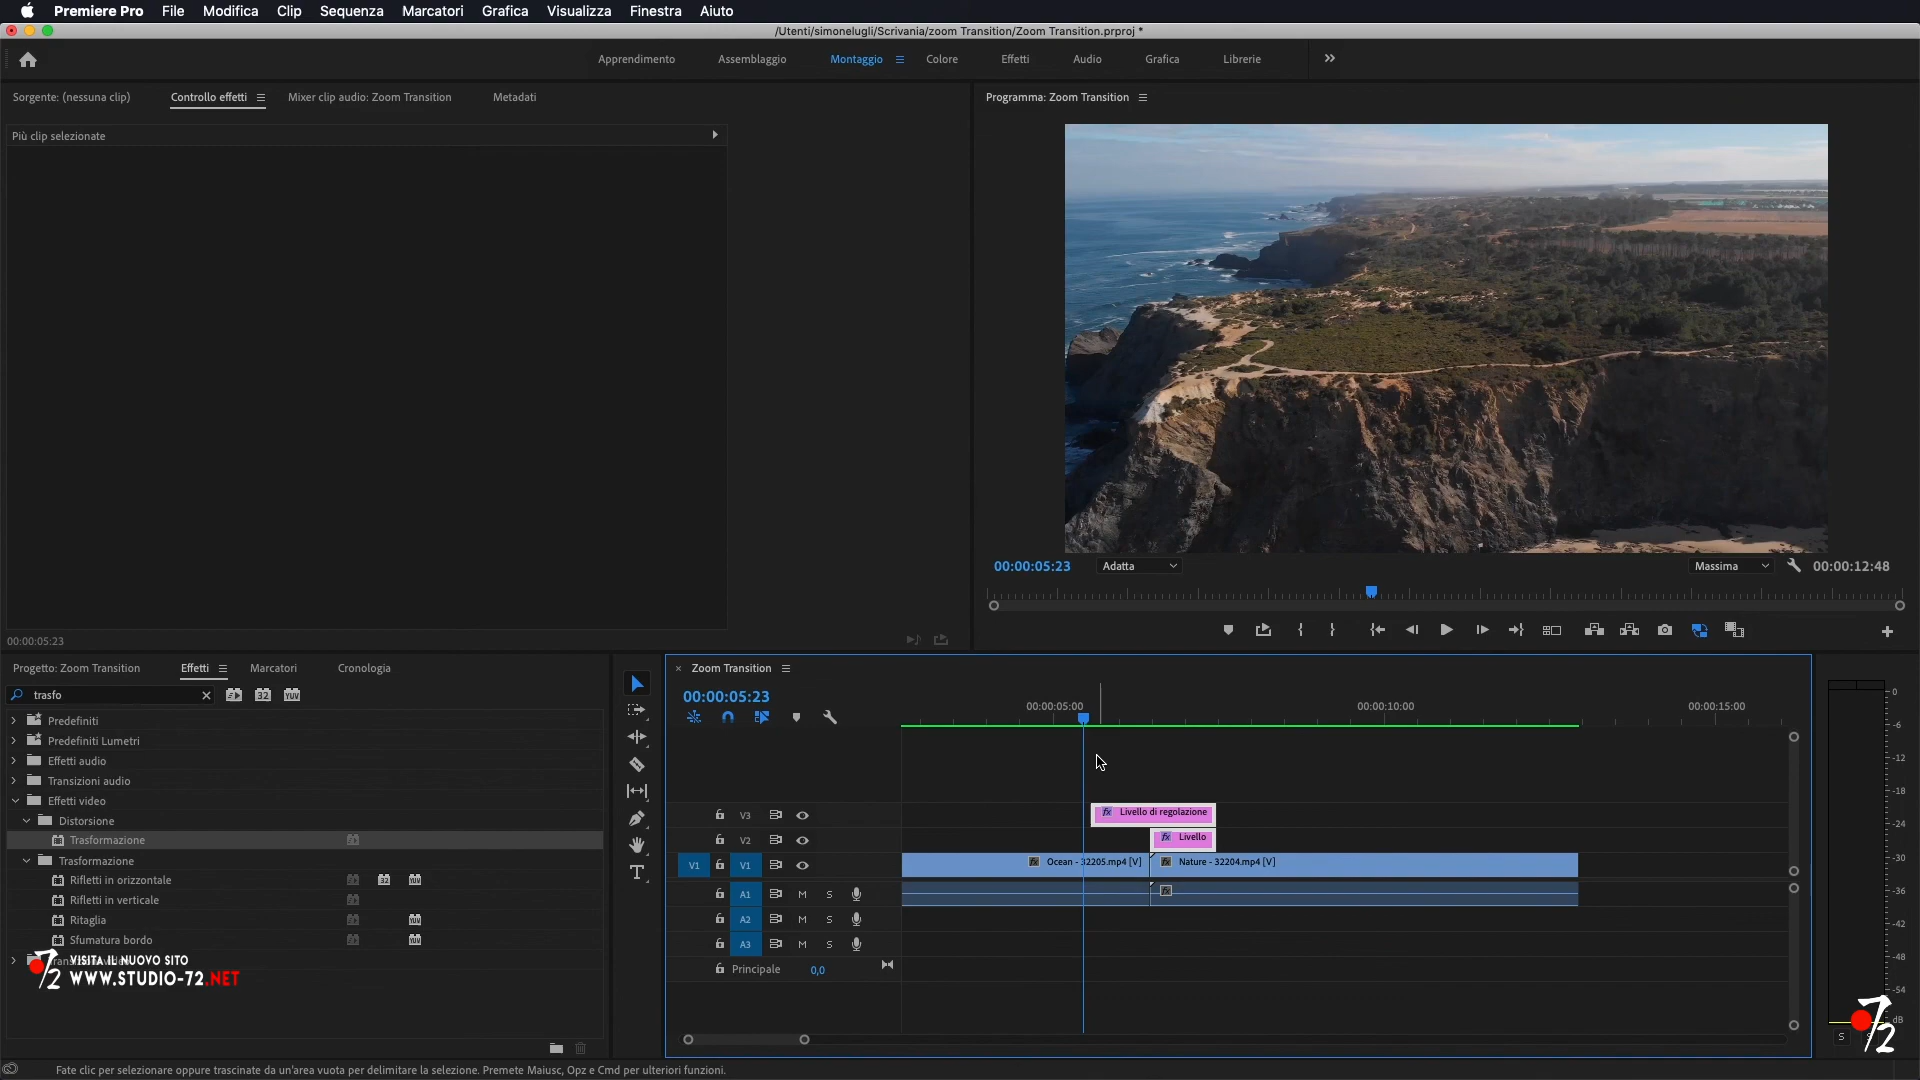 Premiere Pro File Modifica Clip Sequenza Marcatori Grafica Visualizza Finestra Aiuto
/Utenti/simonelugli/Scrivania/zoom Transition/Zoom Transition.prproj *
Apprendimento Assemblaggio Montaggio Colore Effetti Audio Grafica Librerie
Sorgente: (nessuna clip) Controllo effetti Mixer clip audio: Zoom Transition Metadati
Programma: Zoom Transition
Più clip selezionate
00:00:05:23 Adatta Massima 00:00:12:48
00:00:05:23
Progetto: Zoom Transition Effetti Marcatori Cronologia
trasfo
32 YUV
Predefiniti
Predefiniti Lumetri
Effetti audio
Transizioni audio
Effetti video
Distorsione
Trasformazione
Trasformazione
Rifletti in orizzontale
32 YUV
Rifletti in verticale
Ritaglia
YUV
Sfumatura bordo
YUV
VISITA IL NUOVO SITO
72 WWW.STUDIO-72.NET
Zoom Transition
00:00:05:23
00:00:05:00 00:00:10:00 00:00:15:00
V3 Livello di regolazione
V2 Livello
V1 V1 Ocean - 32205.mp4 [V] Nature - 32204.mp4 [V]
A1 M S
A2 M S
A3 M S
Principale 0,0
0
-6
-12
-18
-24
-30
-36
-42
-48
-54
dB
S S
72
Fate clic per selezionare oppure trascinate da un'area vuota per delimitare la selezione. Premete Maiusc, Opz e Cmd per ulteriori funzioni.